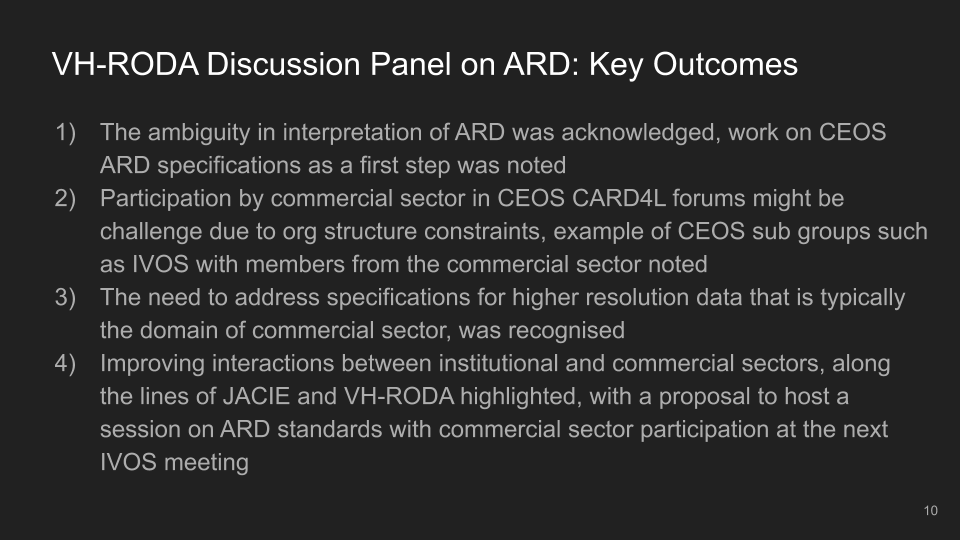 VH-RODA Discussion Panel on ARD: Key Outcomes
1) The ambiguity in interpretation of ARD was acknowledged, work on CEOS
ARD specifications as a first step was noted
2) Participation by commercial sector in CEOS CARD4L forums might be
challenge due to org structure constraints, example of CEOS sub groups such
as IVOS with members from the commercial sector noted
3) The need to address specifications for higher resolution data that is typically
the domain of commercial sector, was recognised
4) Improving interactions between institutional and commercial sectors, along
the lines of JACIE and VH-RODA highlighted, with a proposal to host a
session on ARD standards with commercial sector participation at the next
IVOS meeting
10